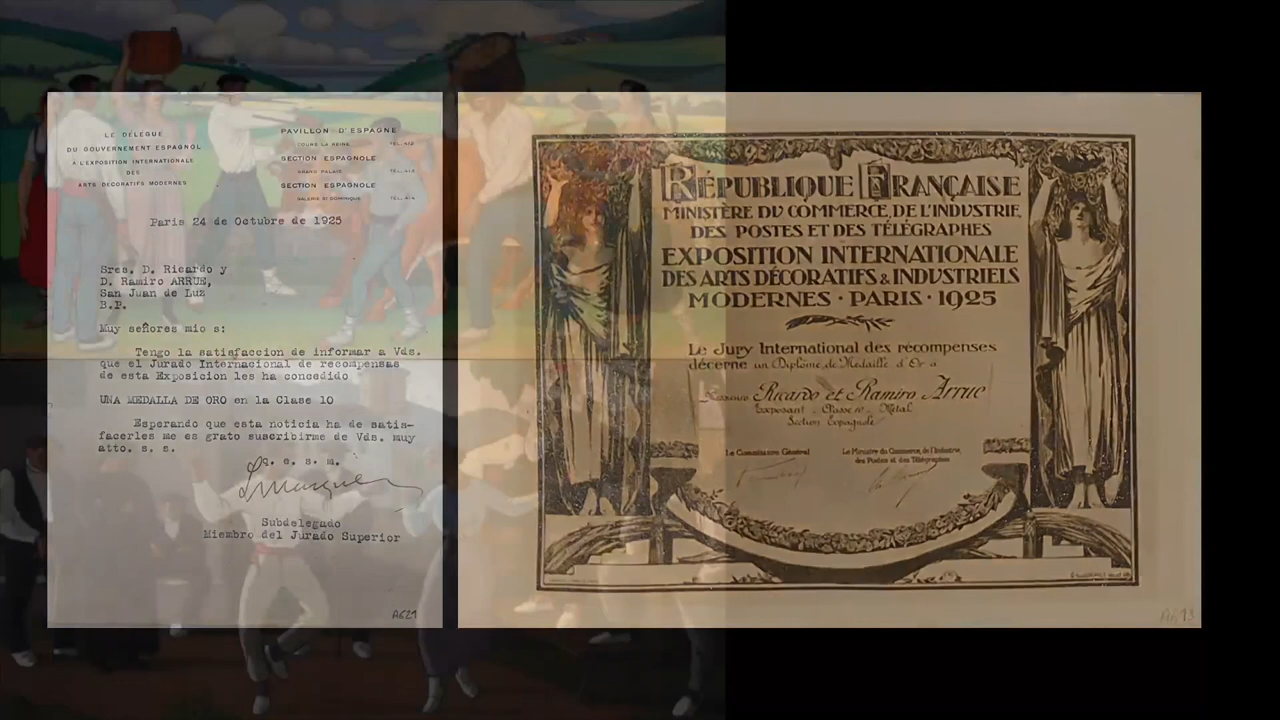 LE DÉLÉGUÉ
DU GOUVERNEMENT ESPAGNOL
A L'EXPOSITION INTERNATIONALE
DES
ARTS DÉCORATIFS MODERNES
PAVILLON D'ESPAGNE
COURS LA REINE
SECTION ESPAGNOLE
GRAND PALAIS
SECTION ESPAGNOLE
Paris 24 de Octubre de 1925
Sres. D. Ricardo y
D. Ramiro ARRUE,
San Juan de Luz
B.P.
Muy señores mio s:
Tengo la satisfaccion de informar a Vds.
que el Jurado Internacional de recompensas
de esta Exposicion les ha concedido
UNA MEDALLA DE ORO en la Clase 10
Esperando que esta noticia ha de satis-
facerles me es grato suscribirme de Vds. muy
atto. s. s.
q. e. s. m.
Subdelegado
Miembro del Jurado Superior
A621
RÉPUBLIQUE FRANÇAISE
MINISTÈRE DU COMMERCE, DE L'INDUSTRIE,
DES POSTES ET DES TÉLÉGRAPHES
EXPOSITION INTERNATIONALE
DES ARTS DÉCORATIFS & INDUSTRIELS
MODERNES · PARIS · 1925
Le Jury International des récompenses
décerne un Diplôme de Médaille d'Or à
Messieurs Ricardo et Ramiro Arrue
Exposant - Classe 10 - Métal
Section Espagnole
Le Commissaire Général
Le Ministre du Commerce, de l'Industrie,
des Postes et des Télégraphes